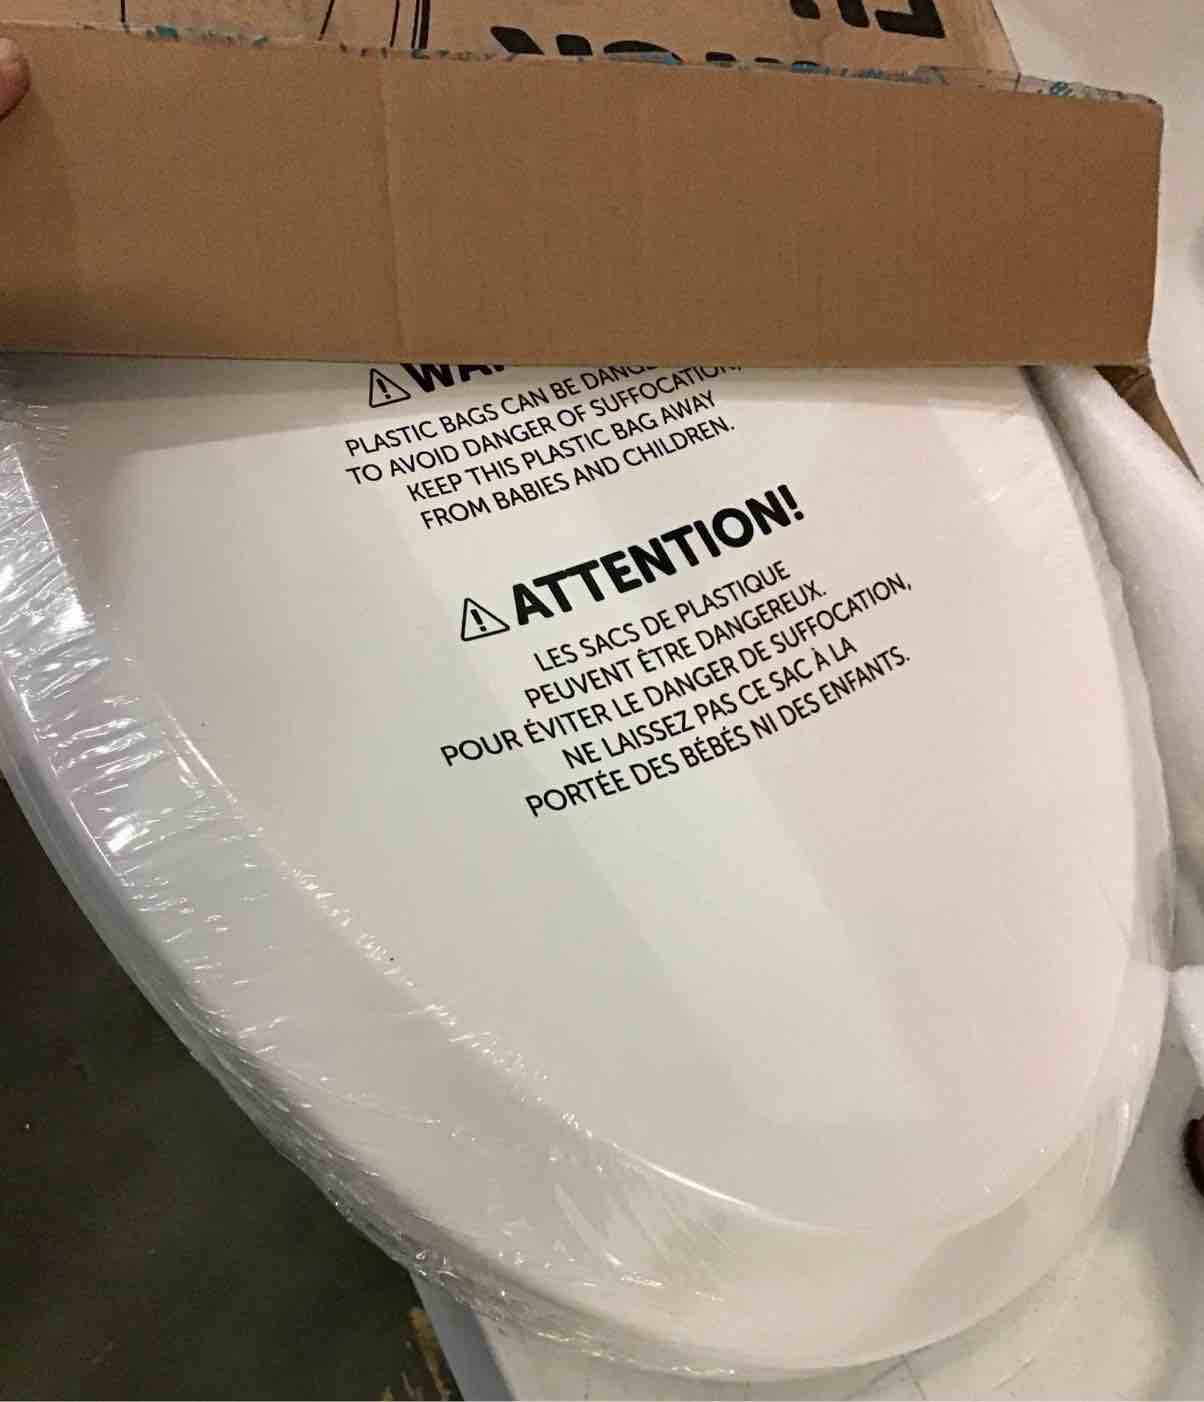 PLASTIC BAGS CAN BE
TO AVOID DANGER OF SUFFOCATION,
KEEP THIS PLASTIC BAG AWAY
FROM BABIES AND CHILDREN.
ATTENTION!
LES SACS DE PLASTIQUE
PEUVENT ÊTRE DANGEREUX.
POUR ÉVITER LE DANGER DE SUFFOCATION,
NE LAISSEZ PAS CE SAC À LA
PORTÉE DES BÉBÉS NI DES ENFANTS.